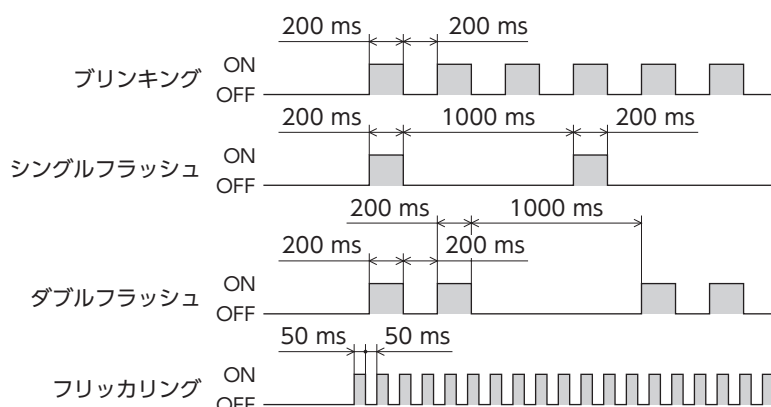 200 ms 200 ms
ブリンキング ON
OFF
200 ms 1000 ms 200 ms
シングルフラッシュ ON
OFF
200 ms 1000 ms
200 ms 200 ms
ダブルフラッシュ ON
OFF
50 ms 50 ms
フリッカリング ON
OFF